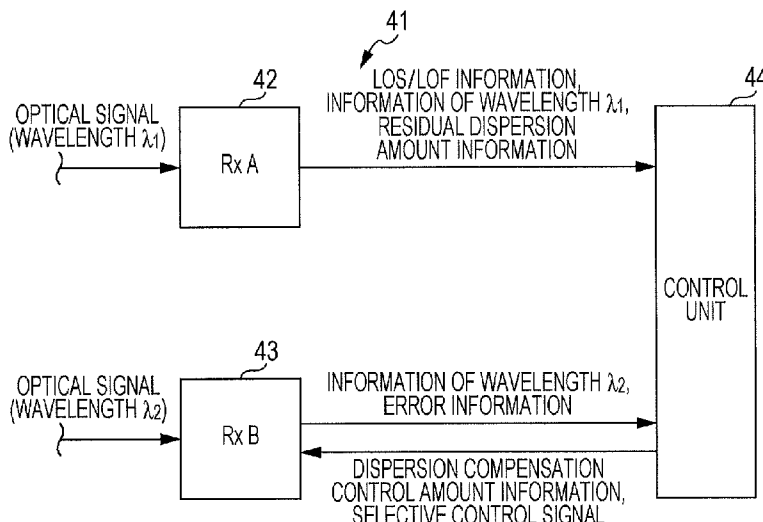 41
42
LOS/LOF INFORMATION,
INFORMATION OF WAVELENGTH λ1,
RESIDUAL DISPERSION
AMOUNT INFORMATION
44
OPTICAL SIGNAL
(WAVELENGTH λ1)
Rx A
CONTROL
UNIT
43
OPTICAL SIGNAL
(WAVELENGTH λ2)
Rx B
INFORMATION OF WAVELENGTH λ2,
ERROR INFORMATION
DISPERSION COMPENSATION
CONTROL AMOUNT INFORMATION,
SELECTIVE CONTROL SIGNAL